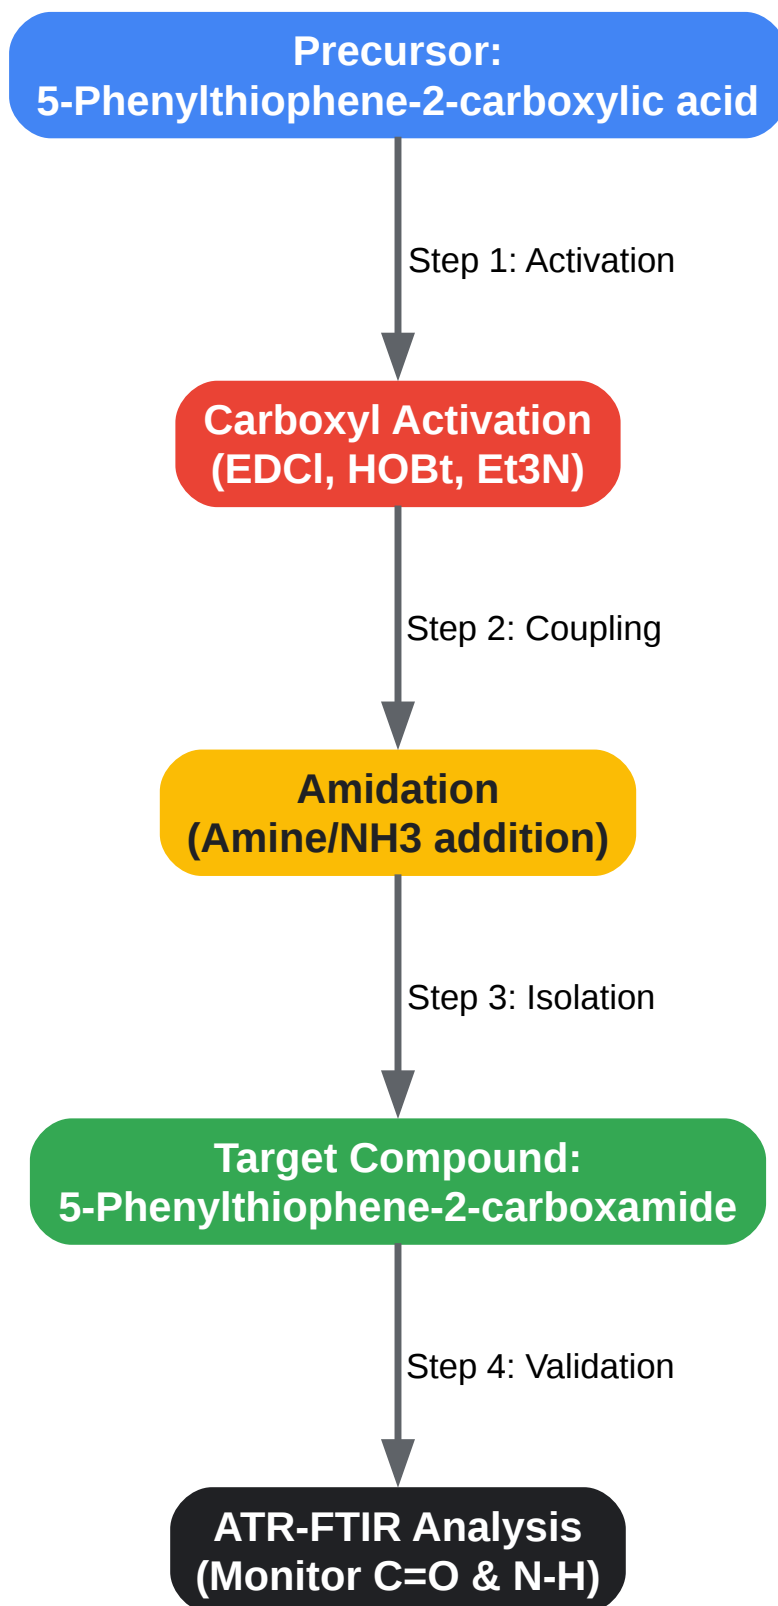 Precursor:
5-Phenylthiophene-2-carboxylic acid
Step 1: Activation
Carboxyl Activation
(EDCl, HOBt, Et3N)
Step 2: Coupling
Amidation
(Amine/NH3 addition)
Step 3: Isolation
Target Compound:
5-Phenylthiophene-2-carboxamide
Step 4: Validation
ATR-FTIR Analysis
(Monitor C=O & N-H)